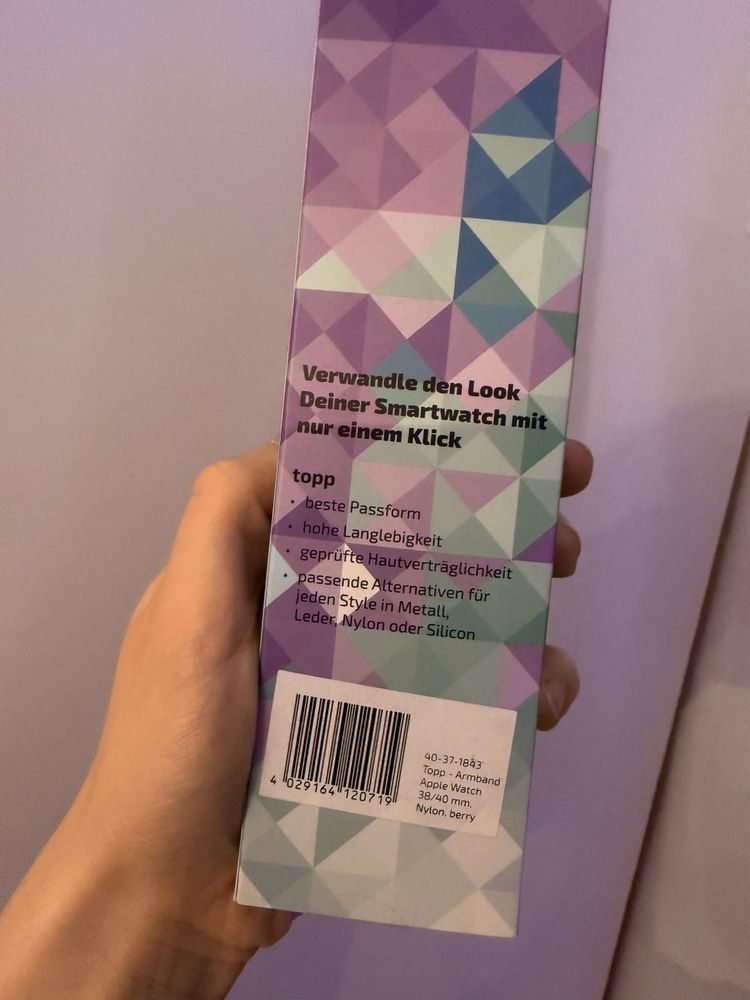 Verwandle den Look
Deiner Smartwatch mit
nur einem Klick
topp
• beste Passform
• hohe Langlebigkeit
• geprüfte Hautverträglichkeit
• passende Alternativen für
jeden Style in Metall,
Leder, Nylon oder Silicon
4 029164 120719
40-37-1843
Topp - Armband
Apple Watch
38/40 mm.
Nylon, berry